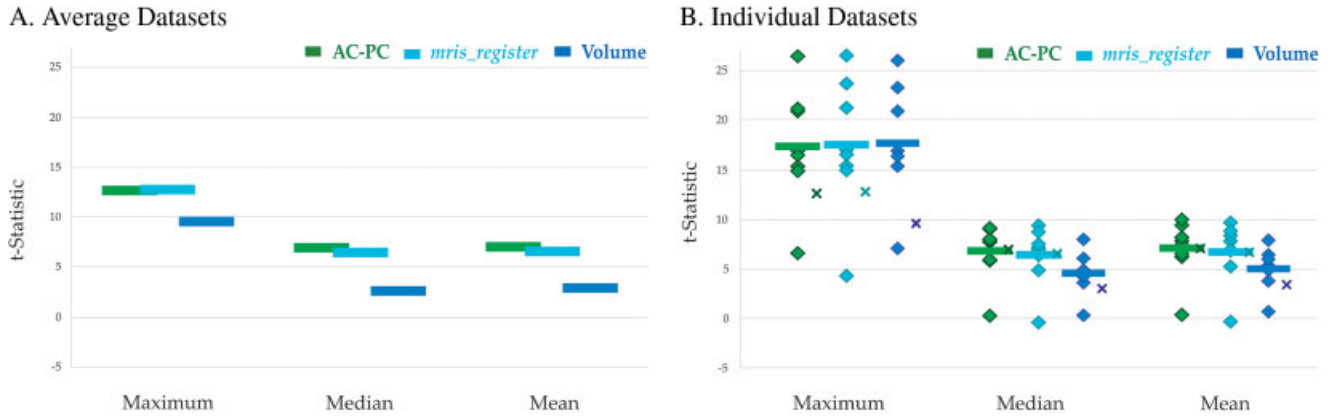 A. Average Datasets
AC-PC mris_register Volume
25
20
15
10
5
0
-5
t-Statistic
Maximum Median Mean
B. Individual Datasets
AC-PC mris_register Volume
25
20
15
10
5
0
-5
t-Statistic
Maximum Median Mean